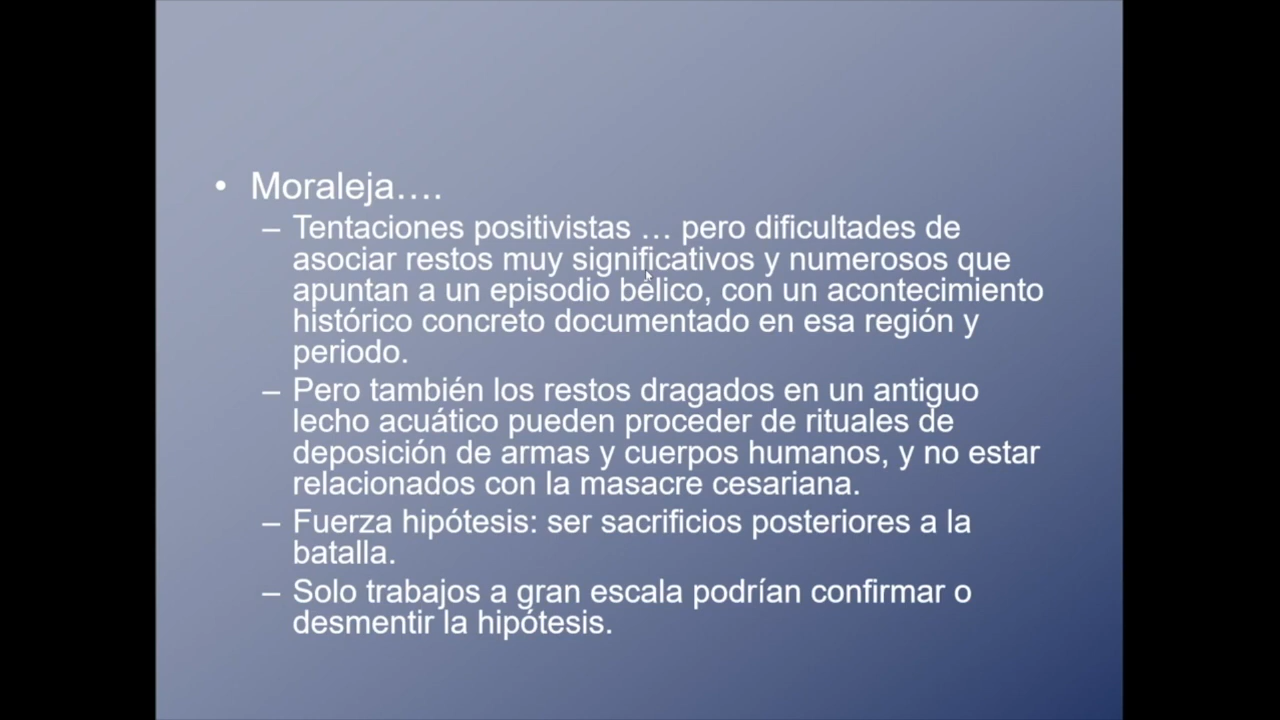 • Moraleja….
– Tentaciones positivistas … pero dificultades de
asociar restos muy significativos y numerosos que
apuntan a un episodio bélico, con un acontecimiento
histórico concreto documentado en esa región y
periodo.
– Pero también los restos dragados en un antiguo
lecho acuático pueden proceder de rituales de
deposición de armas y cuerpos humanos, y no estar
relacionados con la masacre cesariana.
– Fuerza hipótesis: ser sacrificios posteriores a la
batalla.
– Solo trabajos a gran escala podrían confirmar o
desmentir la hipótesis.